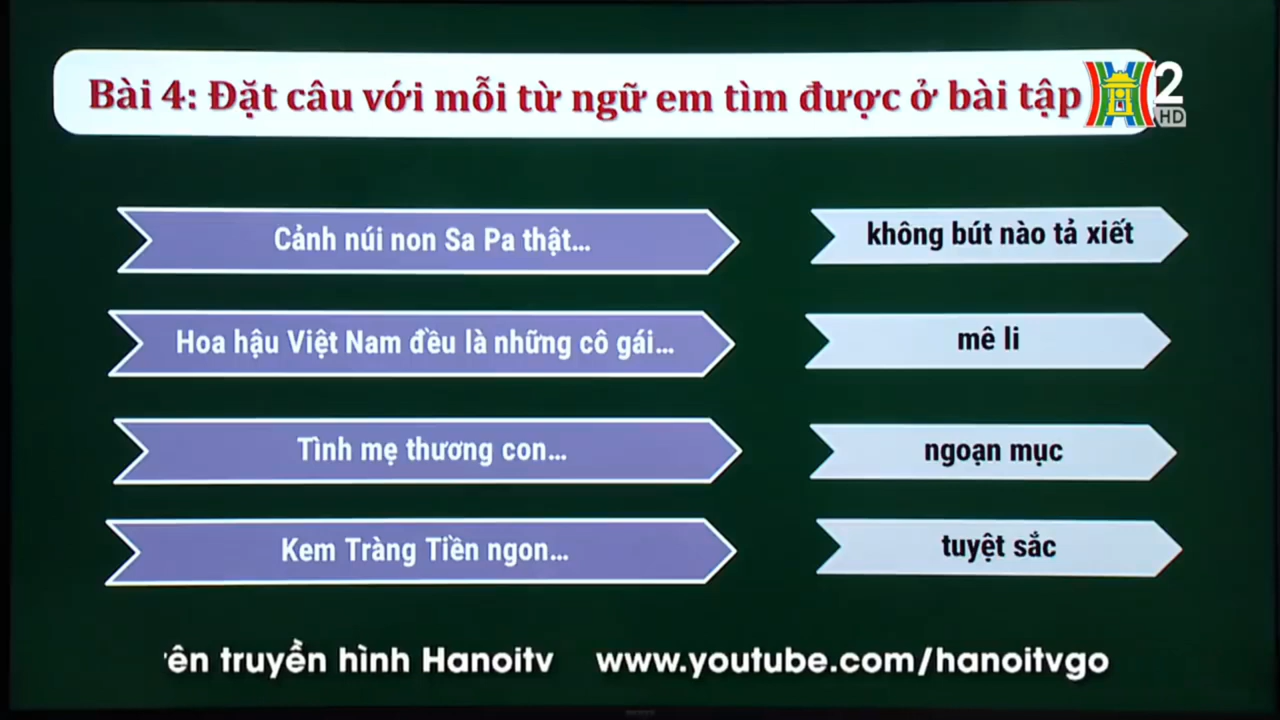 Bài 4: Đặt câu với mỗi từ ngữ em tìm được ở bài tập
2
HD
Cảnh núi non Sa Pa thật...
không bút nào tả xiết
Hoa hậu Việt Nam đều là những cô gái...
mê li
Tình mẹ thương con...
ngoạn mục
Kem Tràng Tiền ngon...
tuyệt sắc
truyền hình Hanoitv www.youtube.com/hanoitvgo